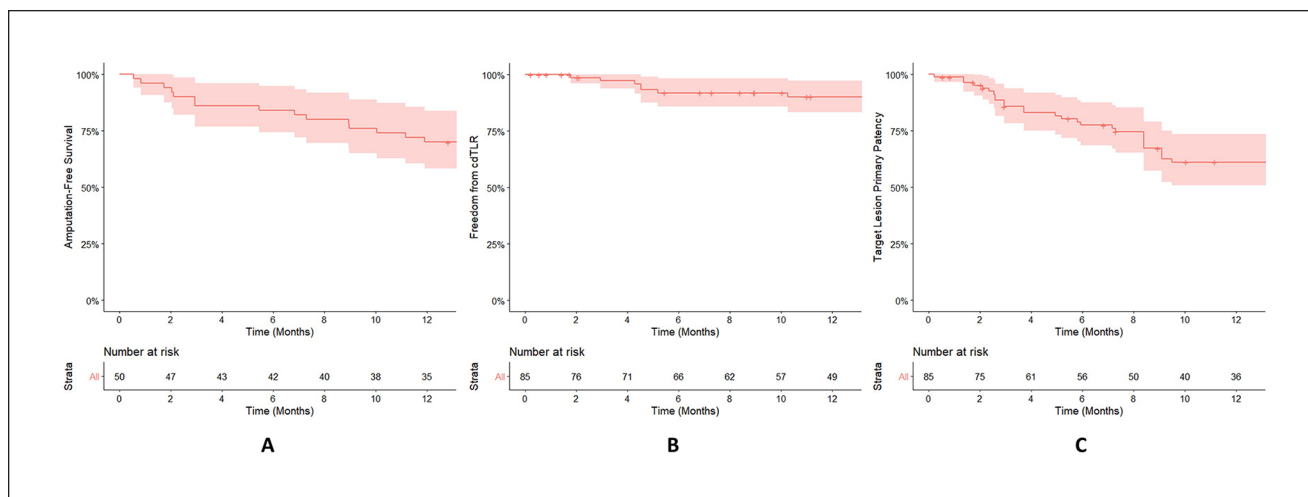 100%
75%
50%
25%
0%
Amputation-Free Survival
0 2 4 6 8 10 12
Time (Months)
Number at risk
Strata
All 50 47 43 42 40 38 35
0 2 4 6 8 10 12
Time (Months)
A
100%
75%
50%
25%
0%
Freedom from cdTLR
0 2 4 6 8 10 12
Time (Months)
Number at risk
Strata
All 85 76 71 66 62 57 49
0 2 4 6 8 10 12
Time (Months)
B
100%
75%
50%
25%
0%
Target Lesion Primary Patency
0 2 4 6 8 10 12
Time (Months)
Number at risk
Strata
All 85 75 61 56 50 40 36
0 2 4 6 8 10 12
Time (Months)
C